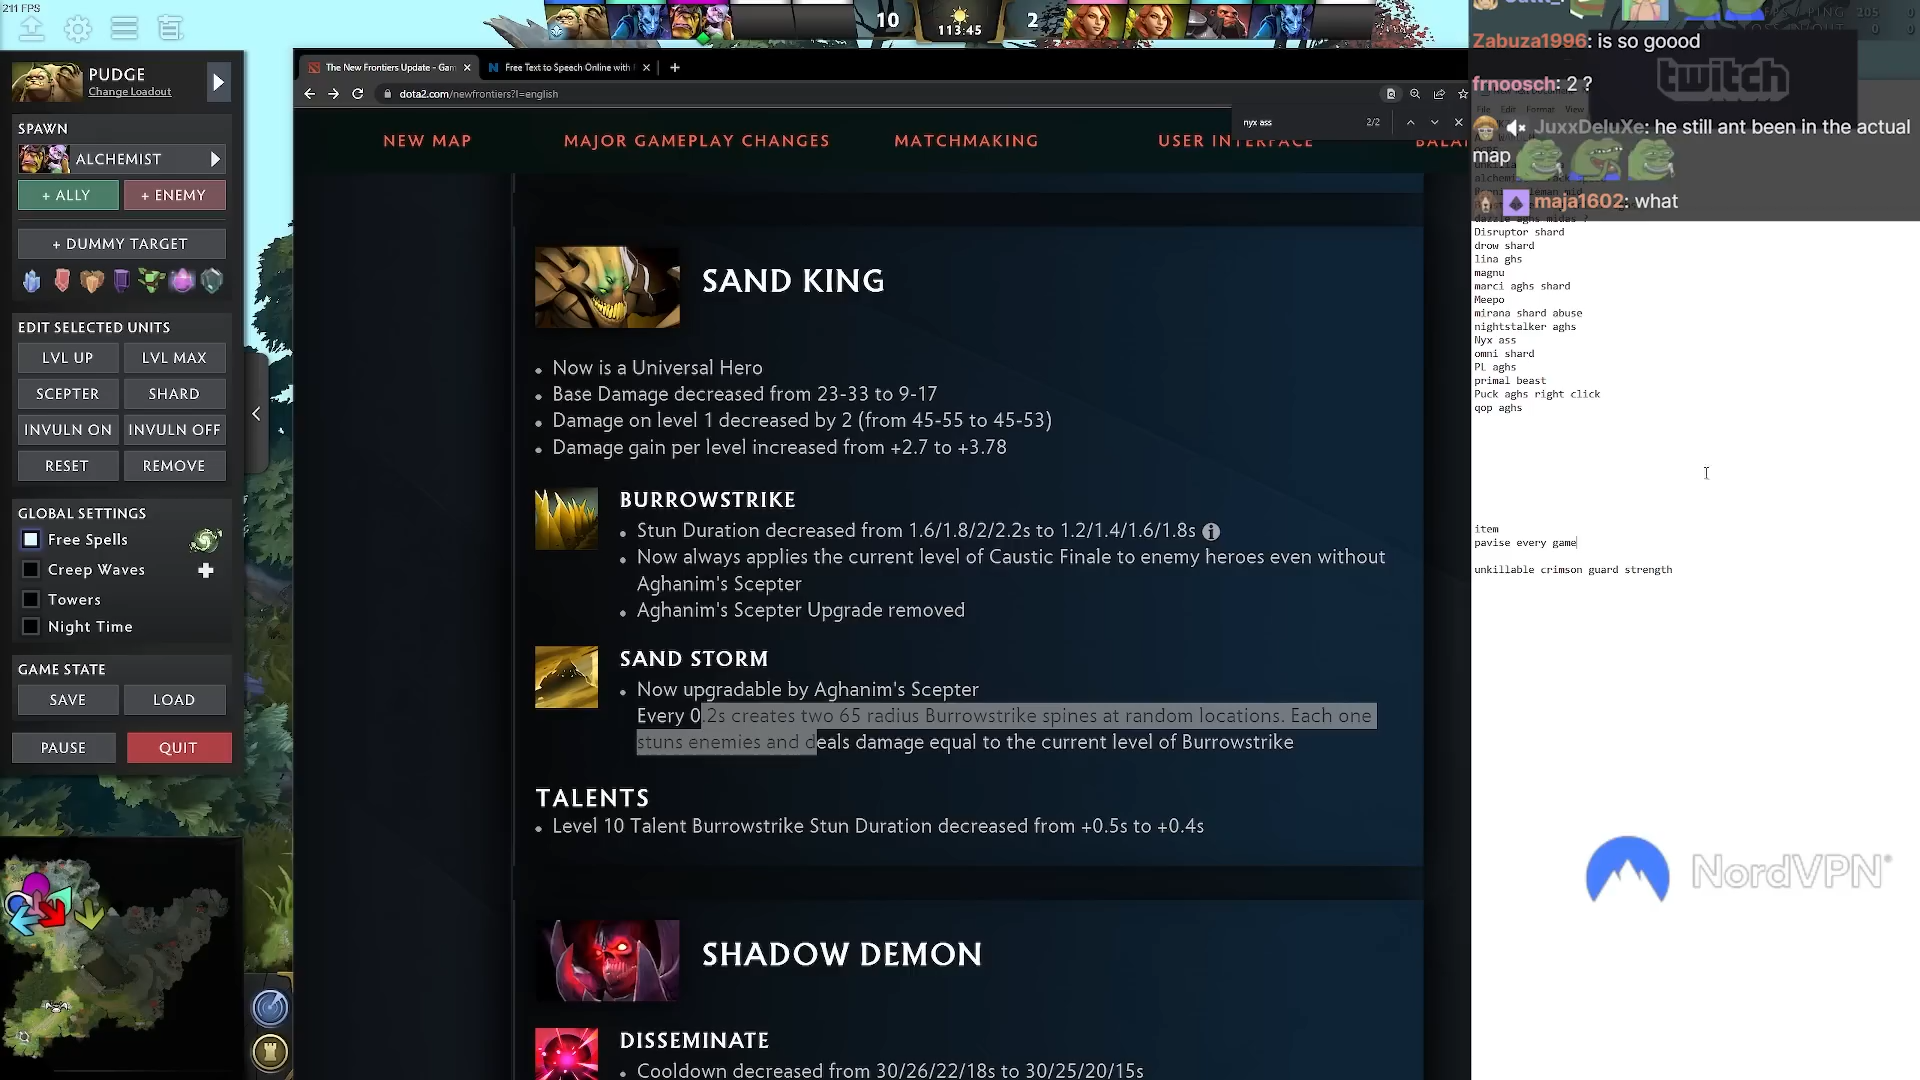 211 FPS
10
113:45
2
PUDGE
Change Loadout
SPAWN
ALCHEMIST
+ ALLY
+ ENEMY
+ DUMMY TARGET
EDIT SELECTED UNITS
LVL UP
LVL MAX
SCEPTER
SHARD
INVULN ON
INVULN OFF
RESET
REMOVE
GLOBAL SETTINGS
Free Spells
Creep Waves
Towers
Night Time
GAME STATE
SAVE
LOAD
PAUSE
QUIT
The New Frontiers Update - Gam
Free Text to Speech Online with
dota2.com/newfrontiers?l=english
nyx ass
2/2
NEW MAP
MAJOR GAMEPLAY CHANGES
MATCHMAKING
USER INTERFACE
SAND KING
Now is a Universal Hero
Base Damage decreased from 23-33 to 9-17
Damage on level 1 decreased by 2 (from 45-55 to 45-53)
Damage gain per level increased from +2.7 to +3.78
BURROWSTRIKE
Stun Duration decreased from 1.6/1.8/2/2.2s to 1.2/1.4/1.6/1.8s
Now always applies the current level of Caustic Finale to enemy heroes even without
Aghanim's Scepter
Aghanim's Scepter Upgrade removed
SAND STORM
Now upgradable by Aghanim's Scepter
Every 0.2s creates two 65 radius Burrowstrike spines at random locations. Each one
stuns enemies and deals damage equal to the current level of Burrowstrike
TALENTS
Level 10 Talent Burrowstrike Stun Duration decreased from +0.5s to +0.4s
SHADOW DEMON
DISSEMINATE
Cooldown decreased from 30/26/22/18s to 30/25/20/15s
Zabuza1996: is so goood
twitch
frnoosch: 2 ?
JuxxDeluXe: he still ant been in the actual
map
maja1602: what
dazzle aghs midas ?
Disruptor shard
drow shard
lina ghs
magnu
marci aghs shard
Meepo
mirana shard abuse
nightstalker aghs
Nyx ass
omni shard
PL aghs
primal beast
Puck aghs right click
qop aghs
item
pavise every game
unkillable crimson guard strength
NordVPN®